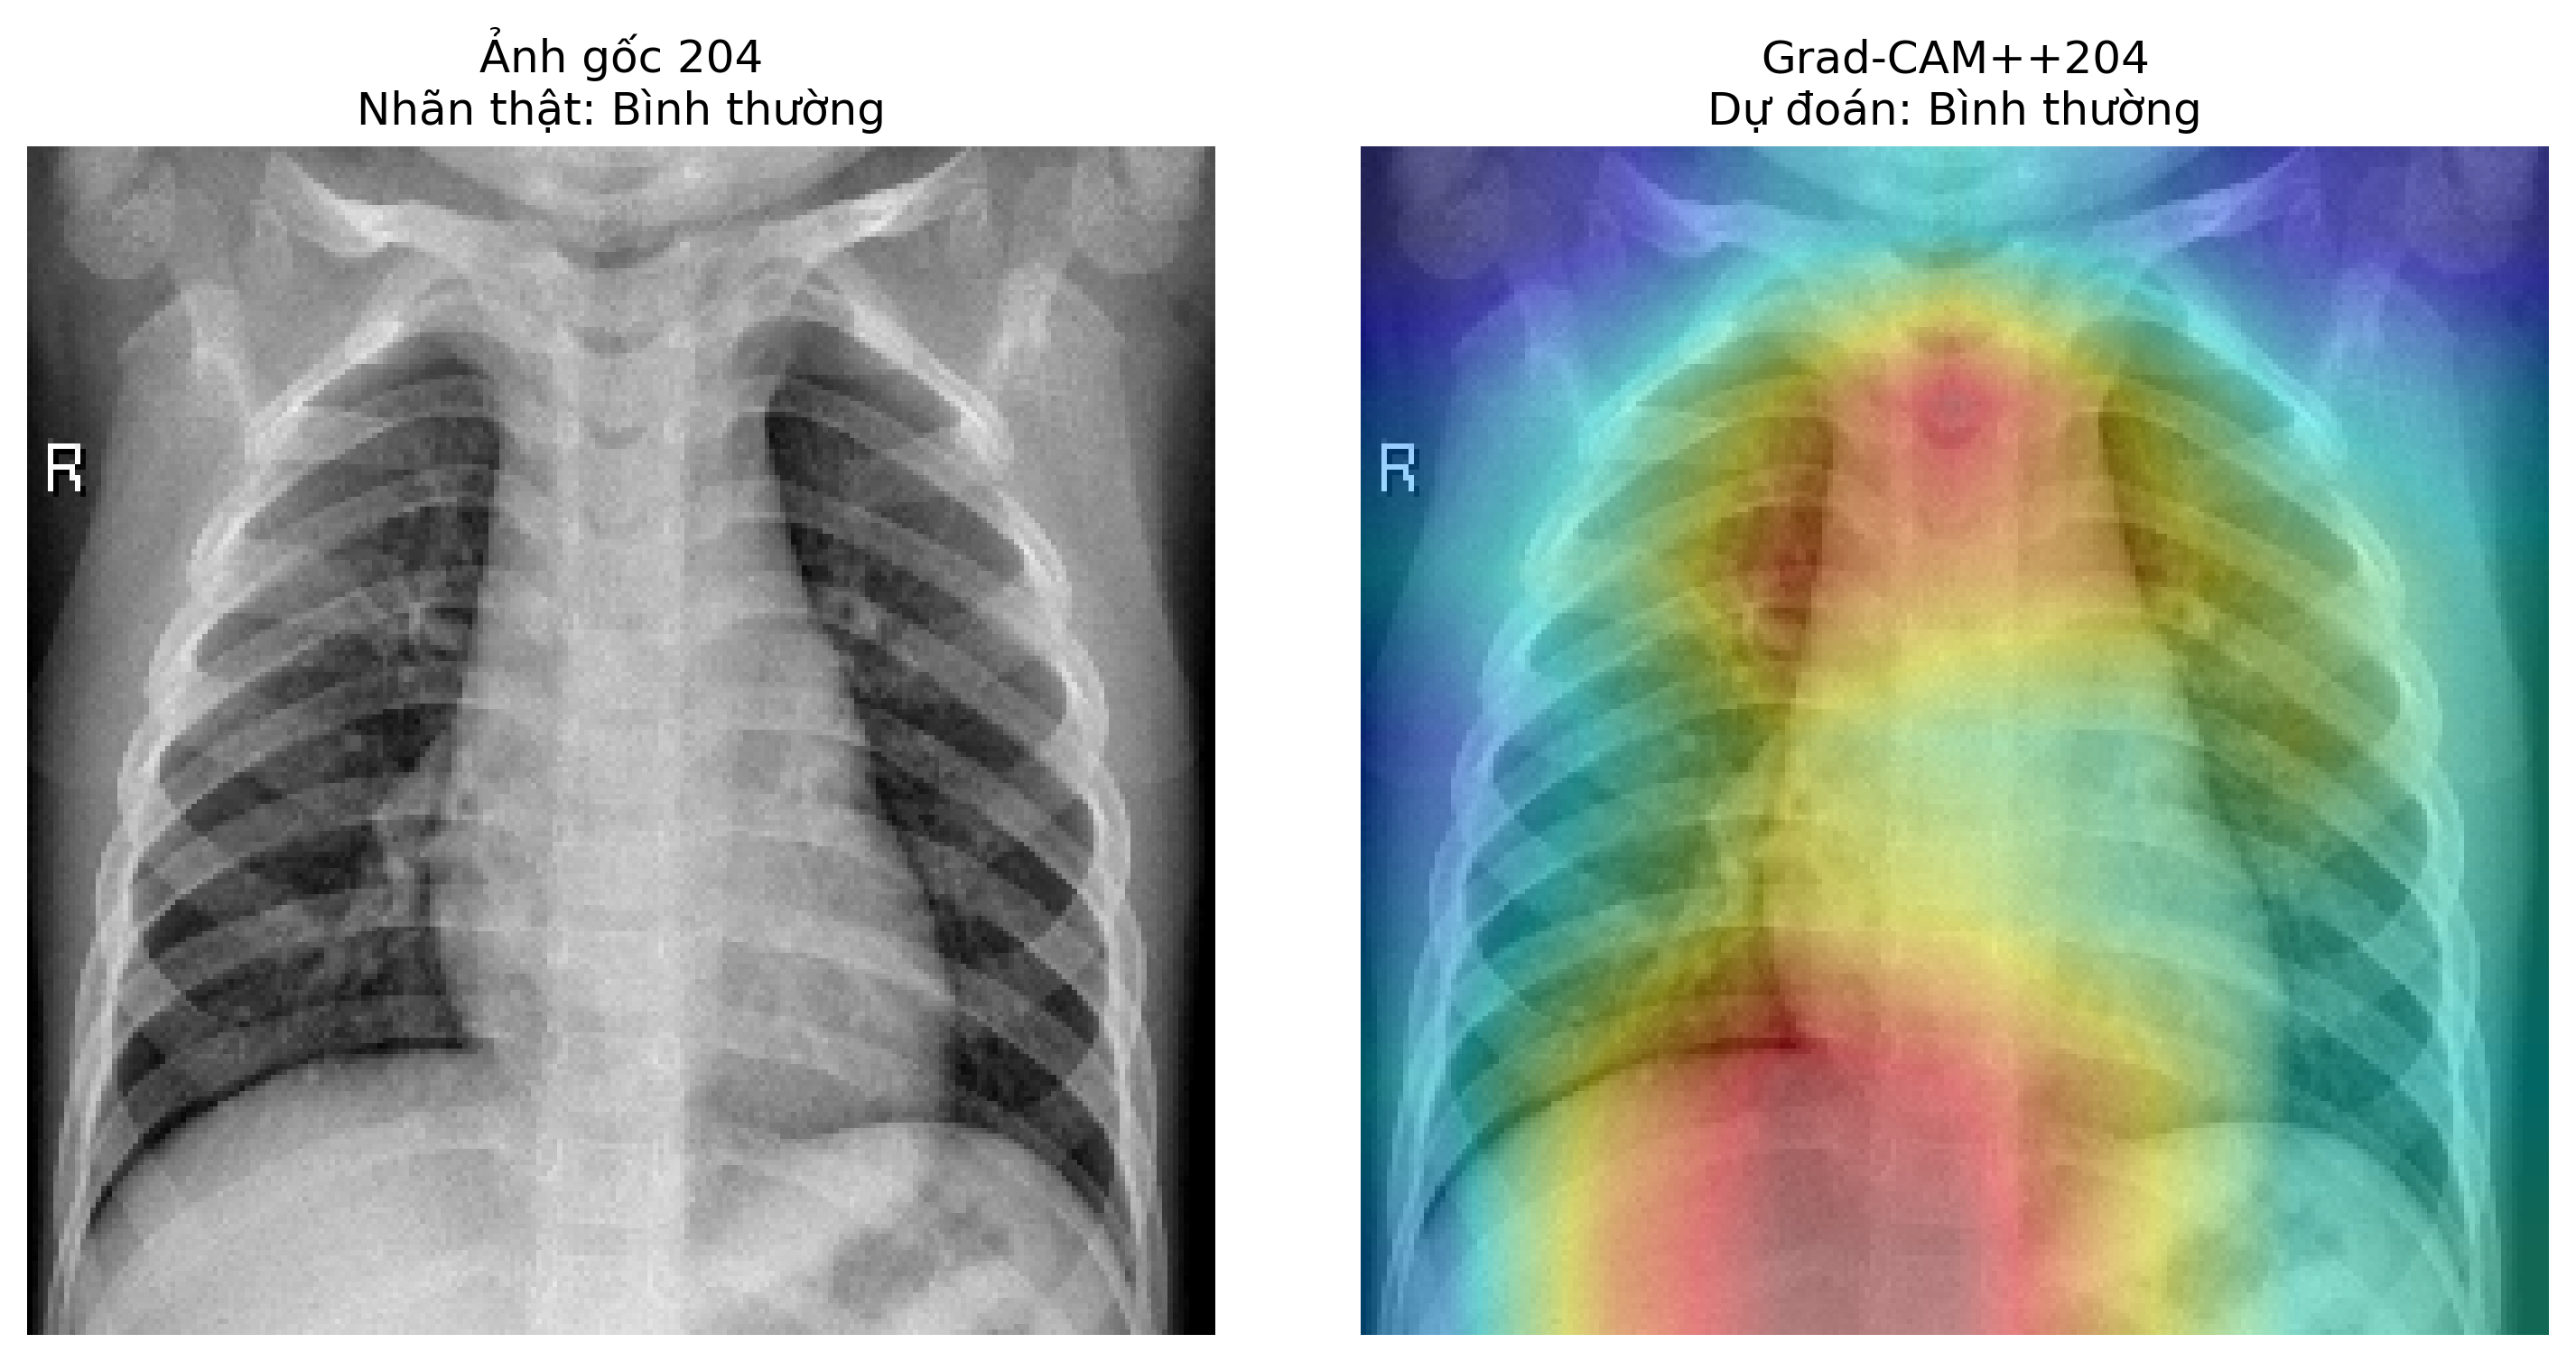 Ảnh gốc 204
Nhãn thật: Bình thường
Grad-CAM++204
Dự đoán: Bình thường
R
R